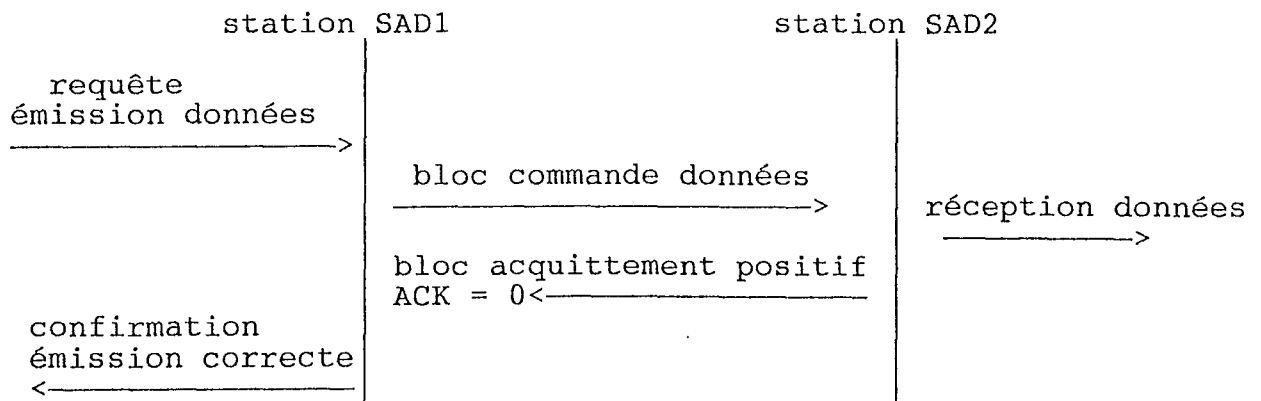 station SAD1
station SAD2
requête
émission données
bloc commande données
réception données
bloc acquittement positif
ACK = 0
confirmation
émission correcte